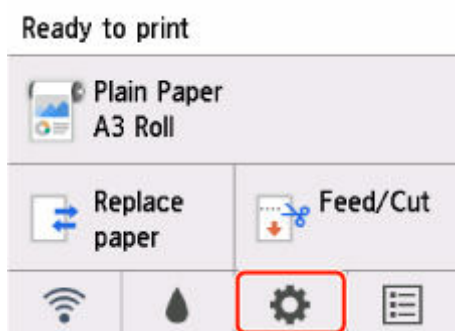 Ready to print
Plain Paper
A3 Roll
Replace
paper
Feed/Cut